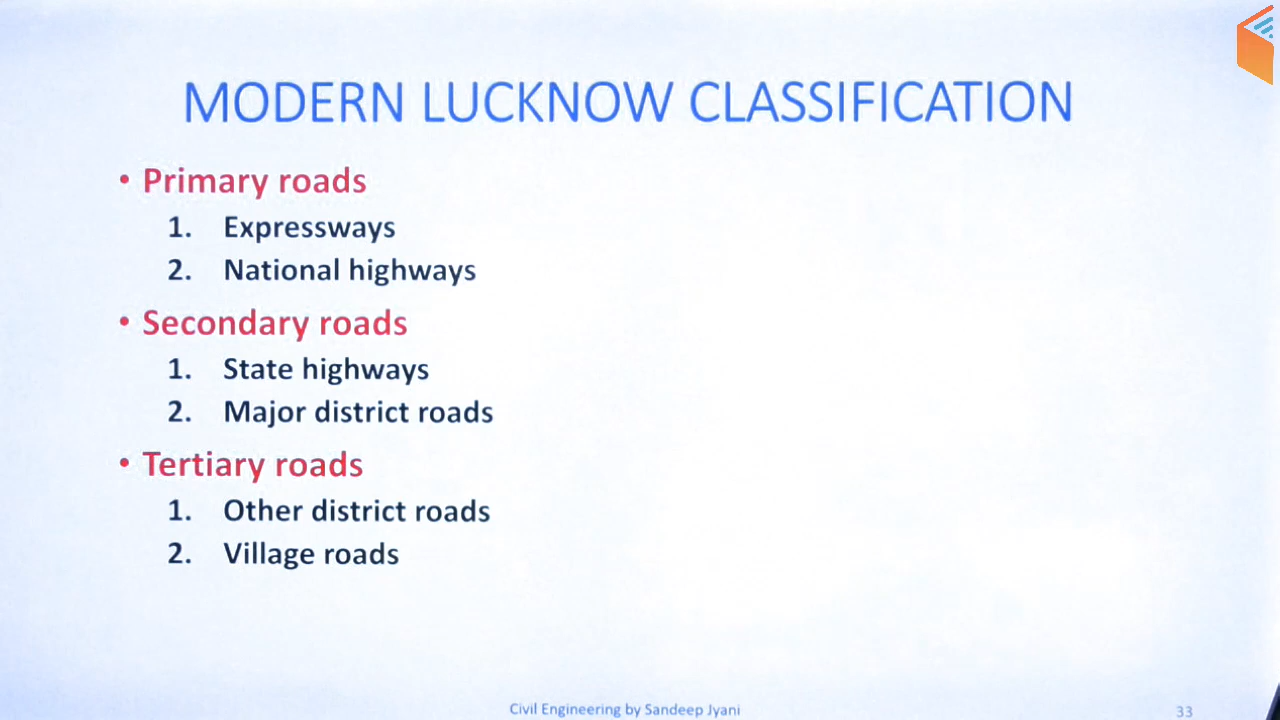 MODERN LUCKNOW CLASSIFICATION
• Primary roads
1. Expressways
2. National highways
• Secondary roads
1. State highways
2. Major district roads
• Tertiary roads
1. Other district roads
2. Village roads
Civil Engineering by Sandeep Jyani
33